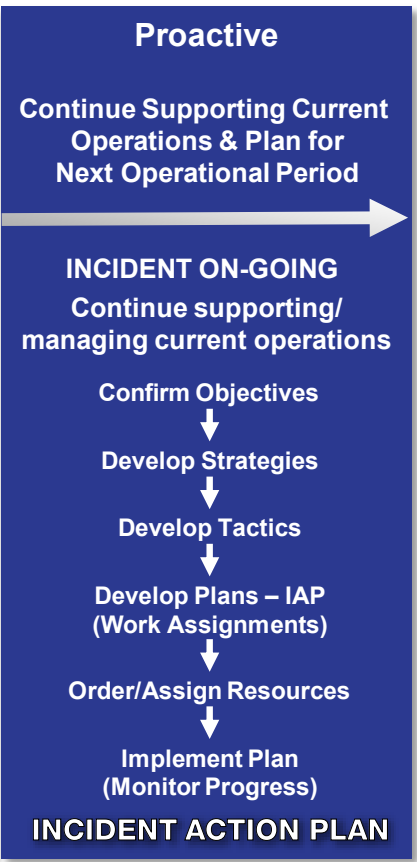 Proactive
Continue Supporting Current
Operations & Plan for
Next Operational Period
INCIDENT ON-GOING
Continue supporting/
managing current operations
Confirm Objectives
Develop Strategies
Develop Tactics
Develop Plans – IAP
(Work Assignments)
Order/Assign Resources
Implement Plan
(Monitor Progress)
INCIDENT ACTION PLAN